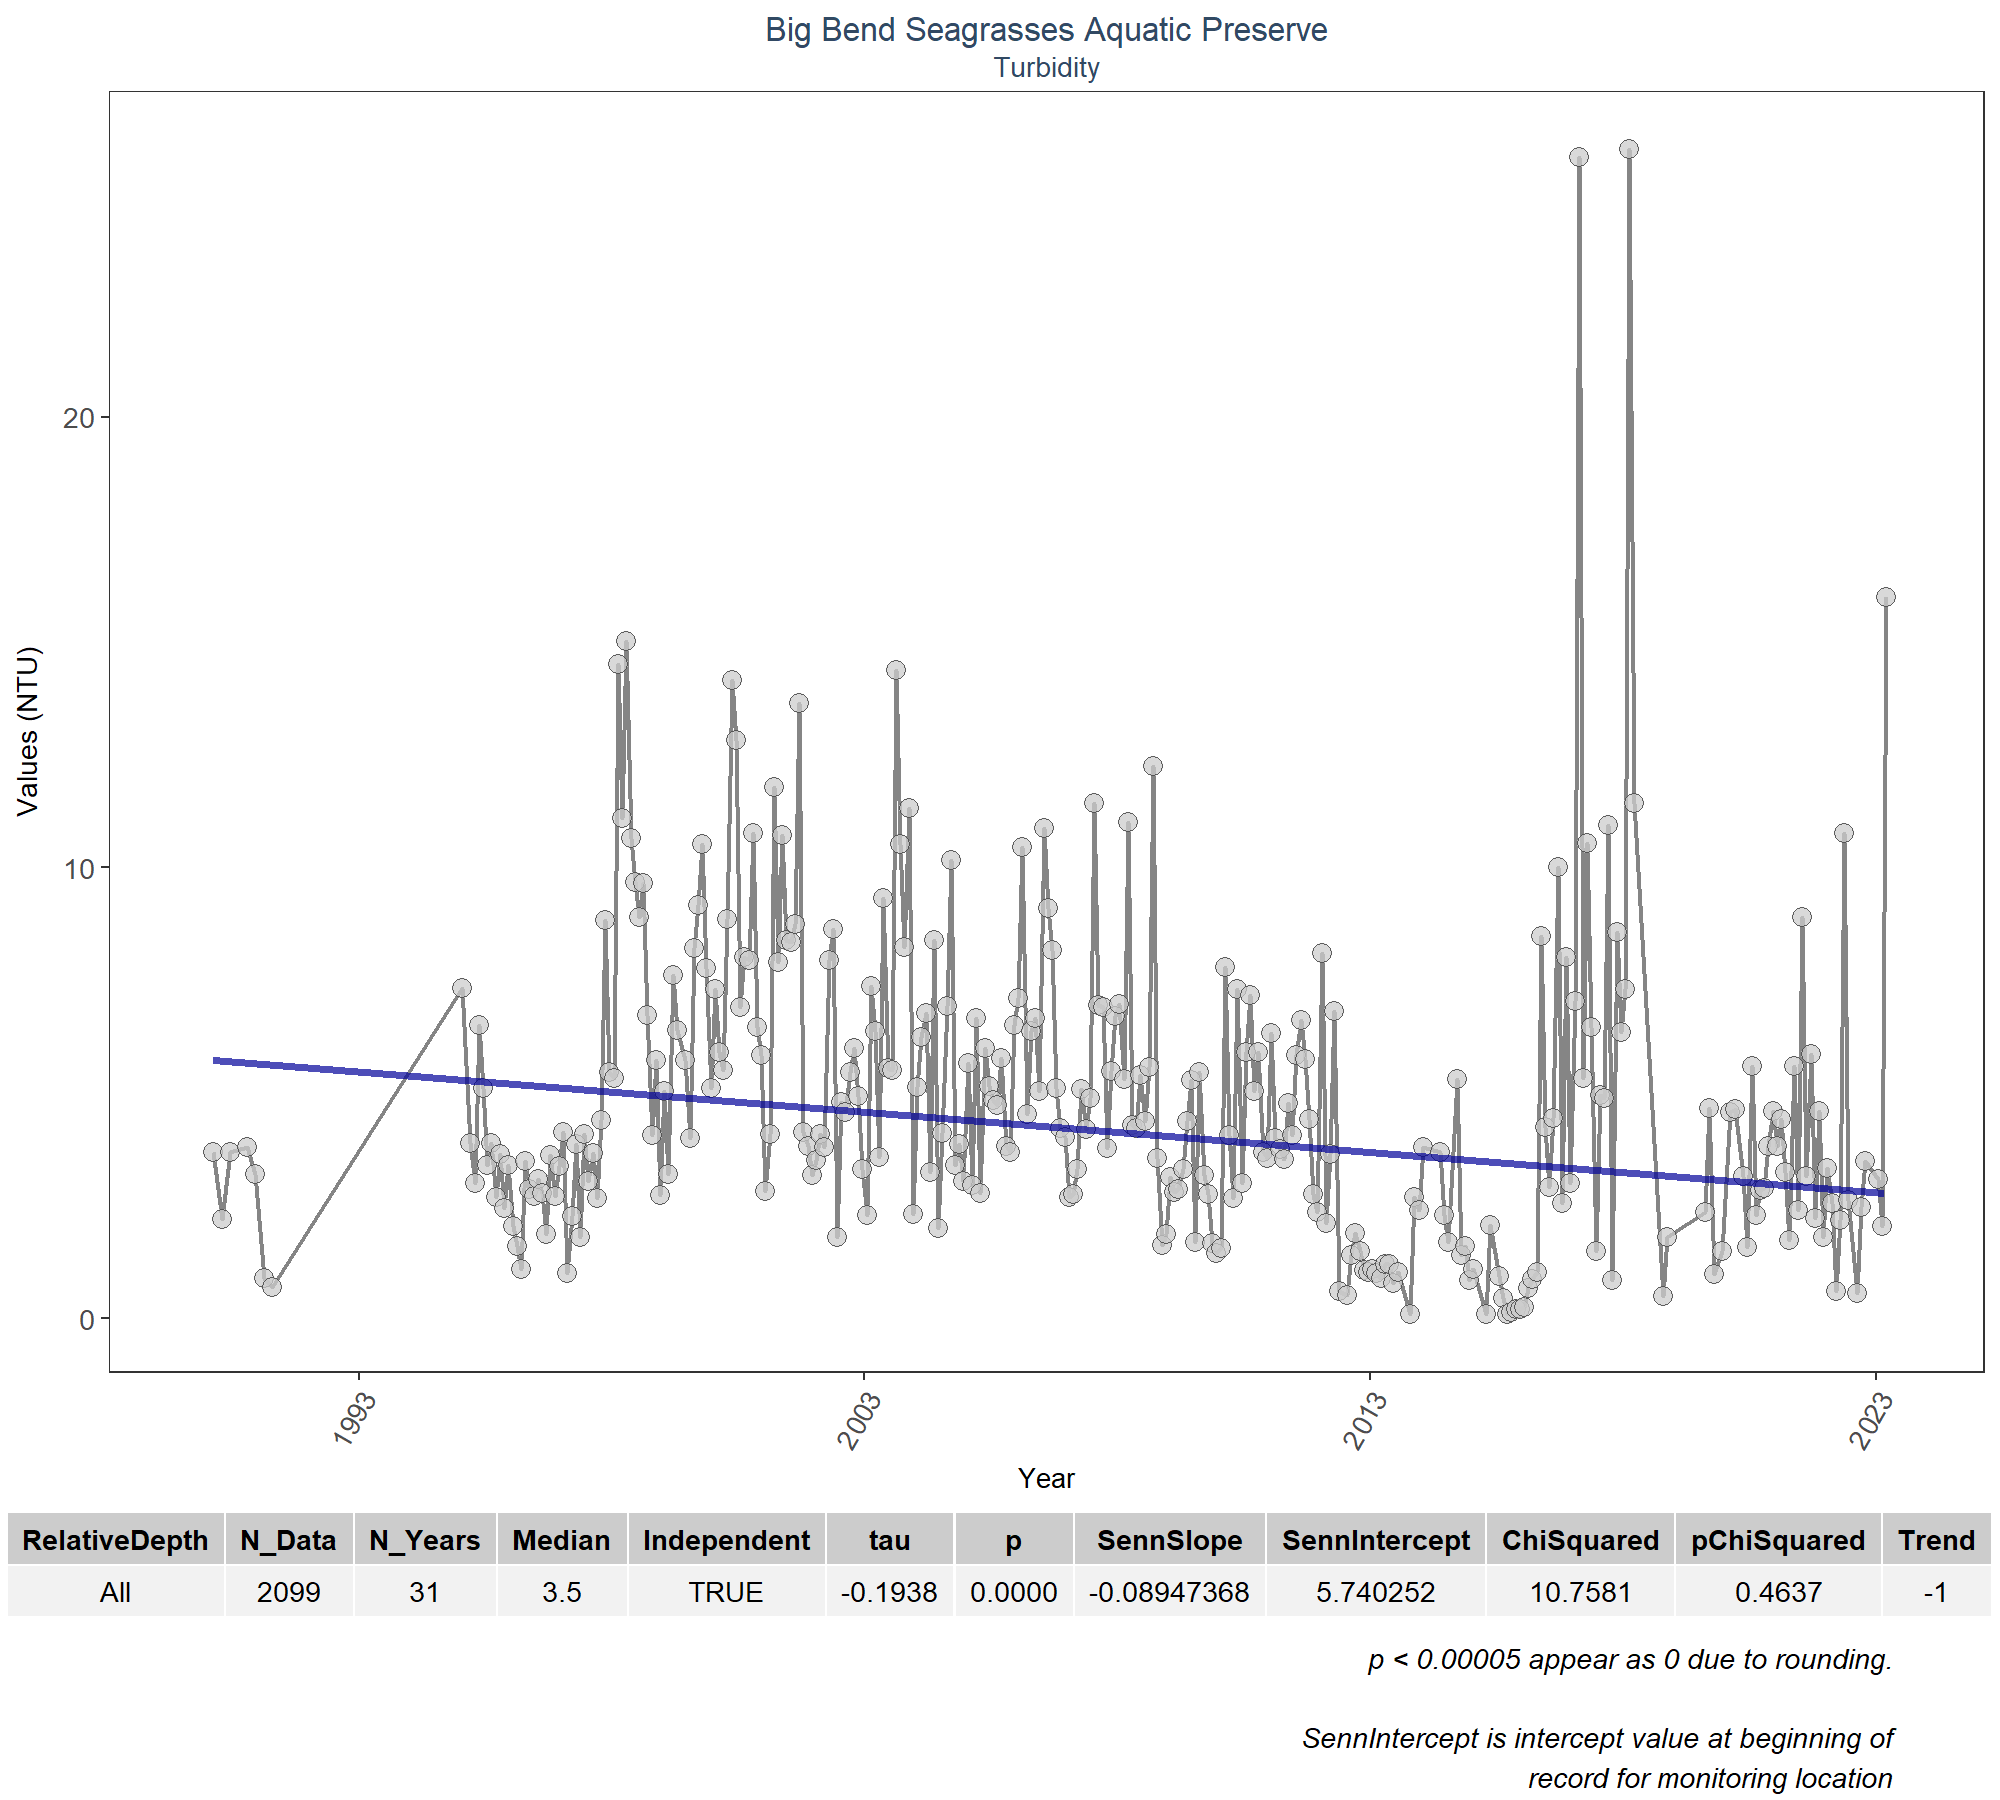 Big Bend Seagrasses Aquatic Preserve
Turbidity
Values (NTU)
20
10
0
1993 2003 2013 2023
Year
RelativeDepth N_Data N_Years Median Independent tau p SennSlope SennIntercept ChiSquared pChiSquared Trend
All 2099 31 3.5 TRUE -0.1938 0.0000 -0.08947368 5.740252 10.7581 0.4637 -1
p < 0.00005 appear as 0 due to rounding.
SennIntercept is intercept value at beginning of
record for monitoring location